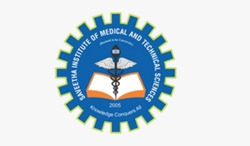 SAVEETHA INSTITUTE OF MEDICAL AND TECHNICAL SCIENCES
2005
Knowledge Conquers All